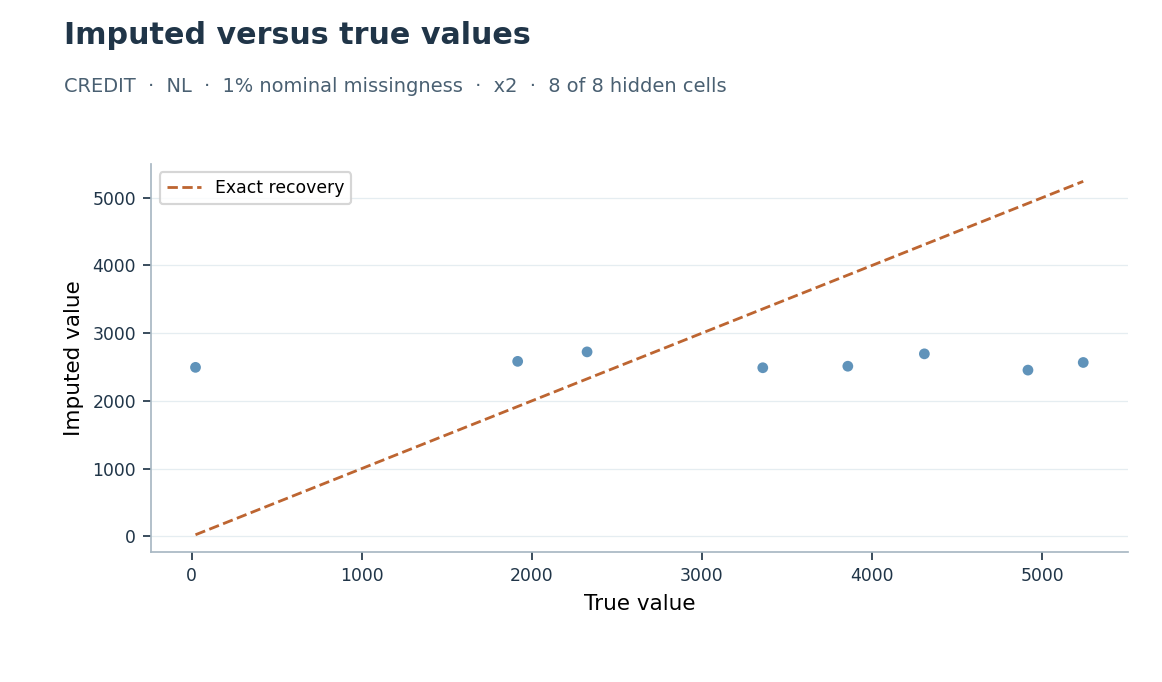 Imputed versus true values
CREDIT · NL · 1% nominal missingness · x2 · 8 of 8 hidden cells
Exact recovery
Imputed value
5000
4000
3000
2000
1000
0
0 1000 2000 3000 4000 5000
True value